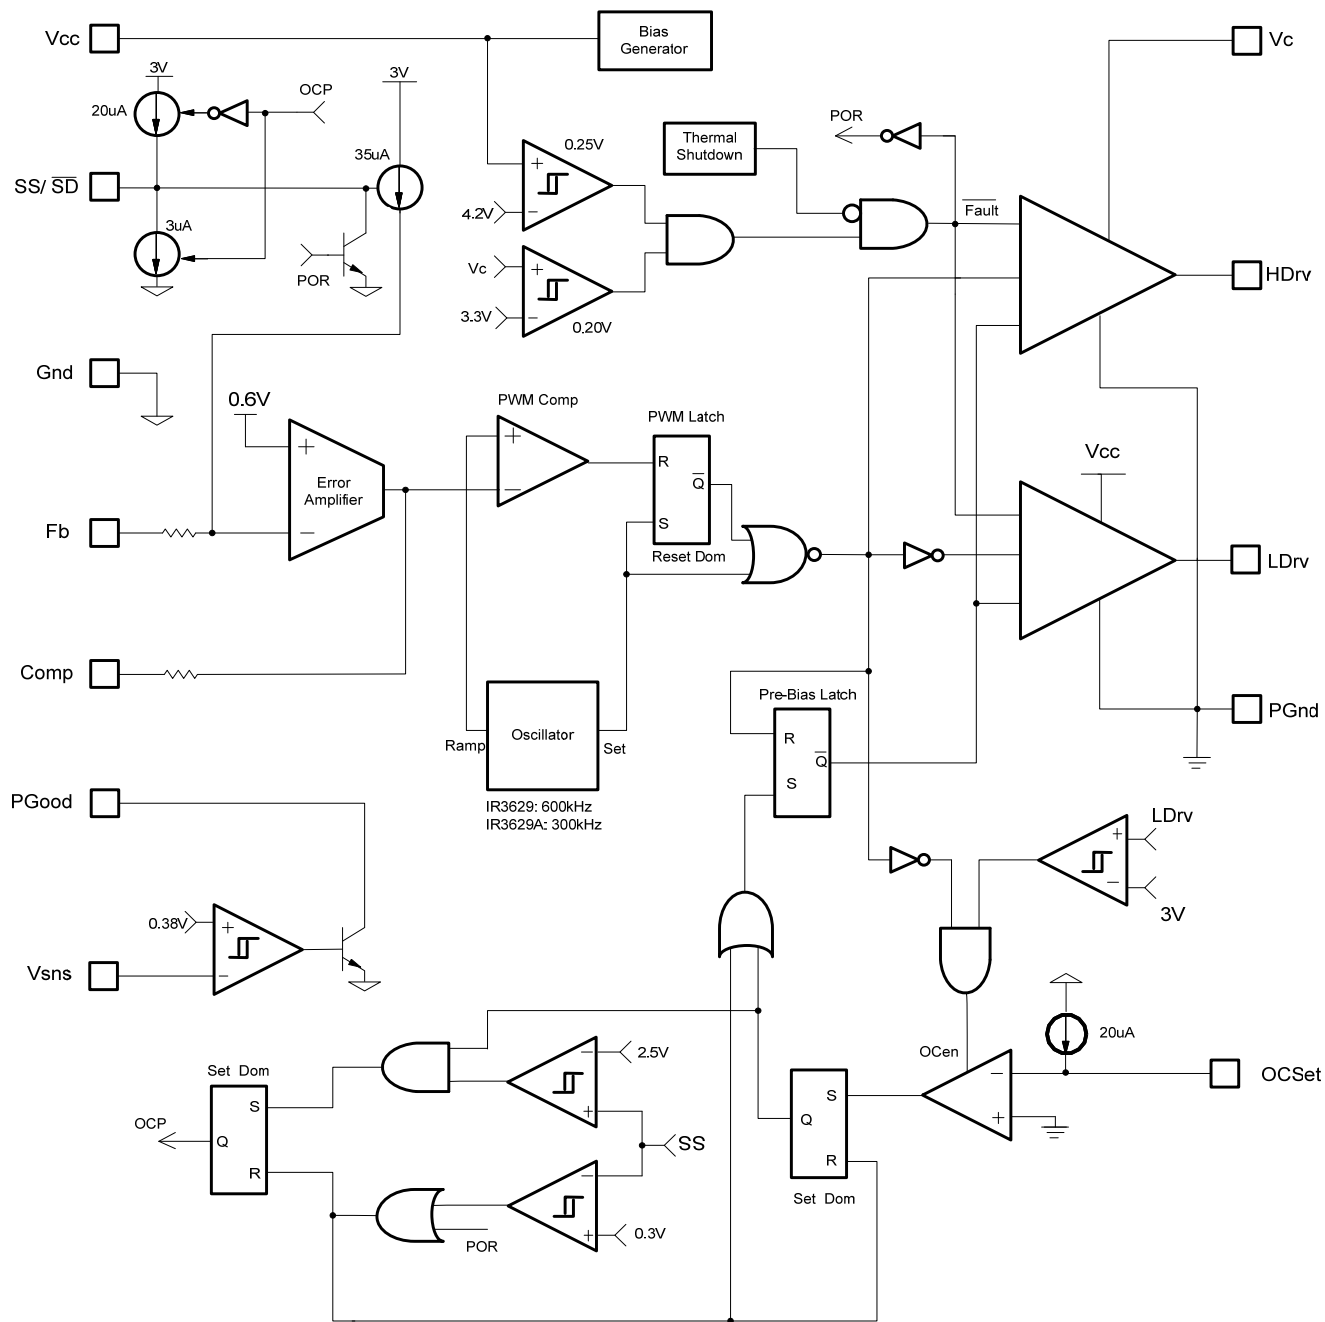 Vcc
Bias
Generator
Vc
3V
20uA
OCP
3V
35uA
SS/ SD
3uA
POR
0.25V
+
4.2V
−
Thermal
Shutdown
POR
Fault
Vc
+
3.3V
−
0.20V
HDrv
Gnd
0.6V
+
Error
Amplifier
−
Fb
PWM Comp
+
−
PWM Latch
R
Q
S
Reset Dom
Vcc
LDrv
Comp
Ramp
Oscillator
Set
IR3629: 600kHz
IR3629A: 300kHz
Pre-Bias Latch
R
Q
S
PGnd
PGood
LDrv
+
−
3V
0.38V
+
Vsns
−
20uA
OCen
−
+
OCSet
2.5V
−
+
SS
−
0.3V
+
Set Dom
S
OCP
Q
R
POR
S
Q
R
Set Dom